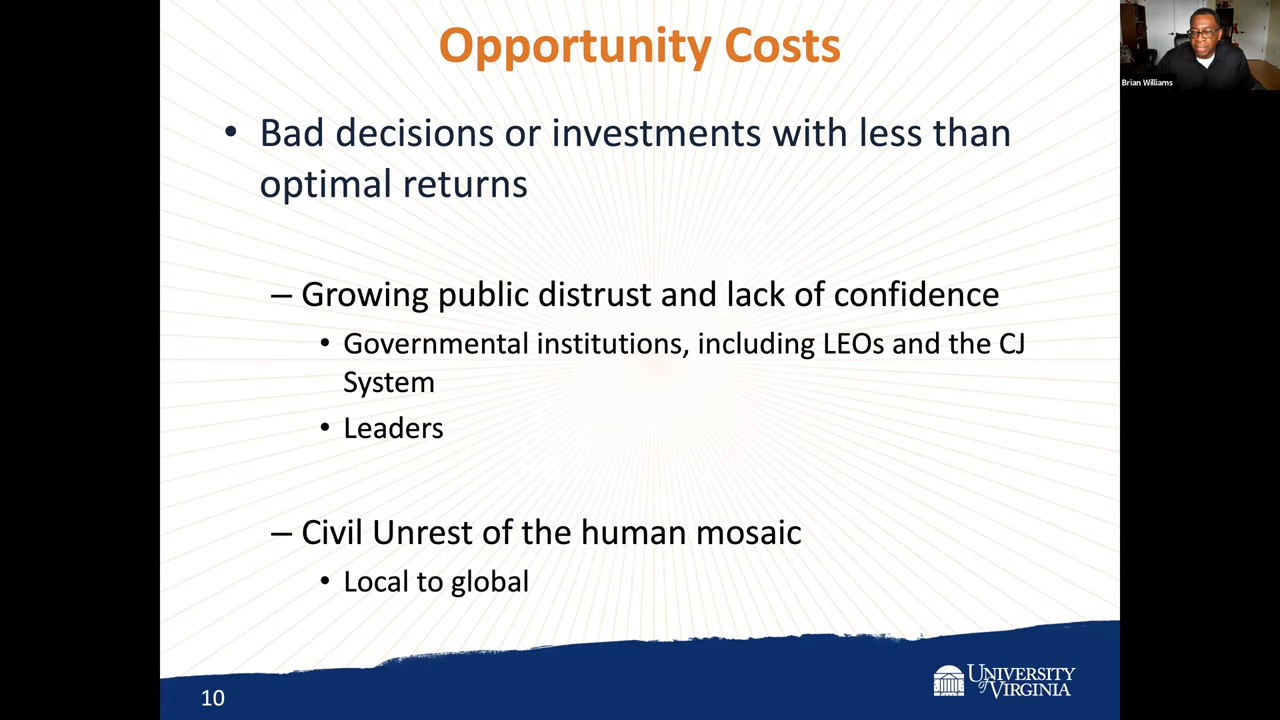 Opportunity Costs
Brian Williams
• Bad decisions or investments with less than
optimal returns
– Growing public distrust and lack of confidence
• Governmental institutions, including LEOs and the CJ
System
• Leaders
– Civil Unrest of the human mosaic
• Local to global
10
UNIVERSITY
of VIRGINIA